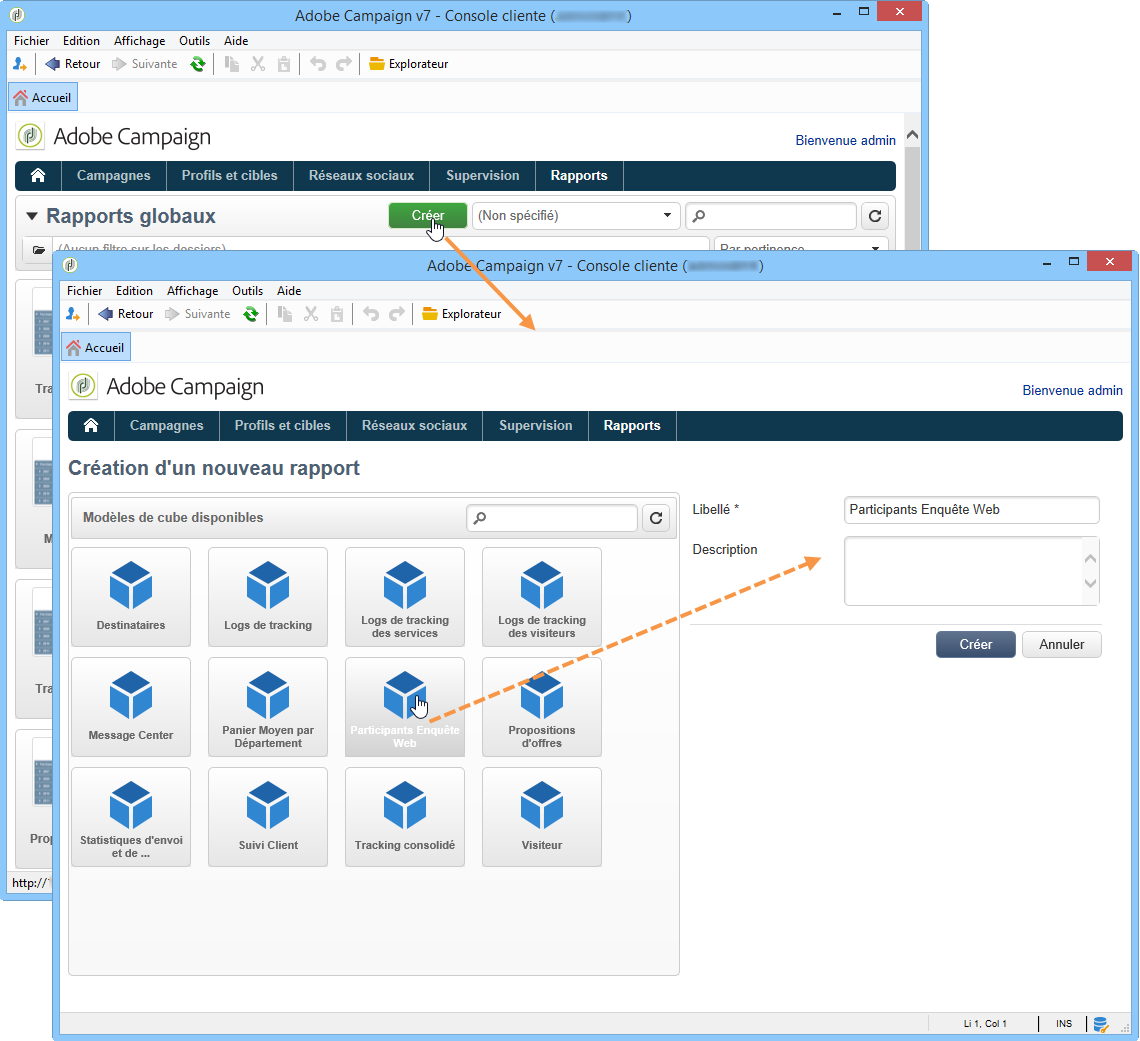 Adobe Campaign v7 - Console cliente (
)
Fichier Edition Affichage Outils Aide
Retour Suivante Explorateur
Accueil
Adobe Campaign
Bienvenue admin
Campagnes Profils et cibles Réseaux sociaux Supervision Rapports
Rapports globaux
Créer
(Non spécifié)
(Aucun filtre sur les dossiers)
Par pertinence
Tra
M
Tra
Prop
http://
Adobe Campaign v7 - Console cliente (
)
Fichier Edition Affichage Outils Aide
Retour Suivante Explorateur
Accueil
Adobe Campaign
Bienvenue admin
Campagnes Profils et cibles Réseaux sociaux Supervision Rapports
Création d'un nouveau rapport
Modèles de cube disponibles
Destinataires
Logs de tracking
Logs de tracking
des services
Logs de tracking
des visiteurs
Message Center
Panier Moyen par
Département
Participants Enquête
Web
Propositions
d'offres
Statistiques d'envoi
et de ...
Suivi Client
Tracking consolidé
Visiteur
Libellé *
Participants Enquête Web
Description
Créer
Annuler
Li 1, Col 1
INS